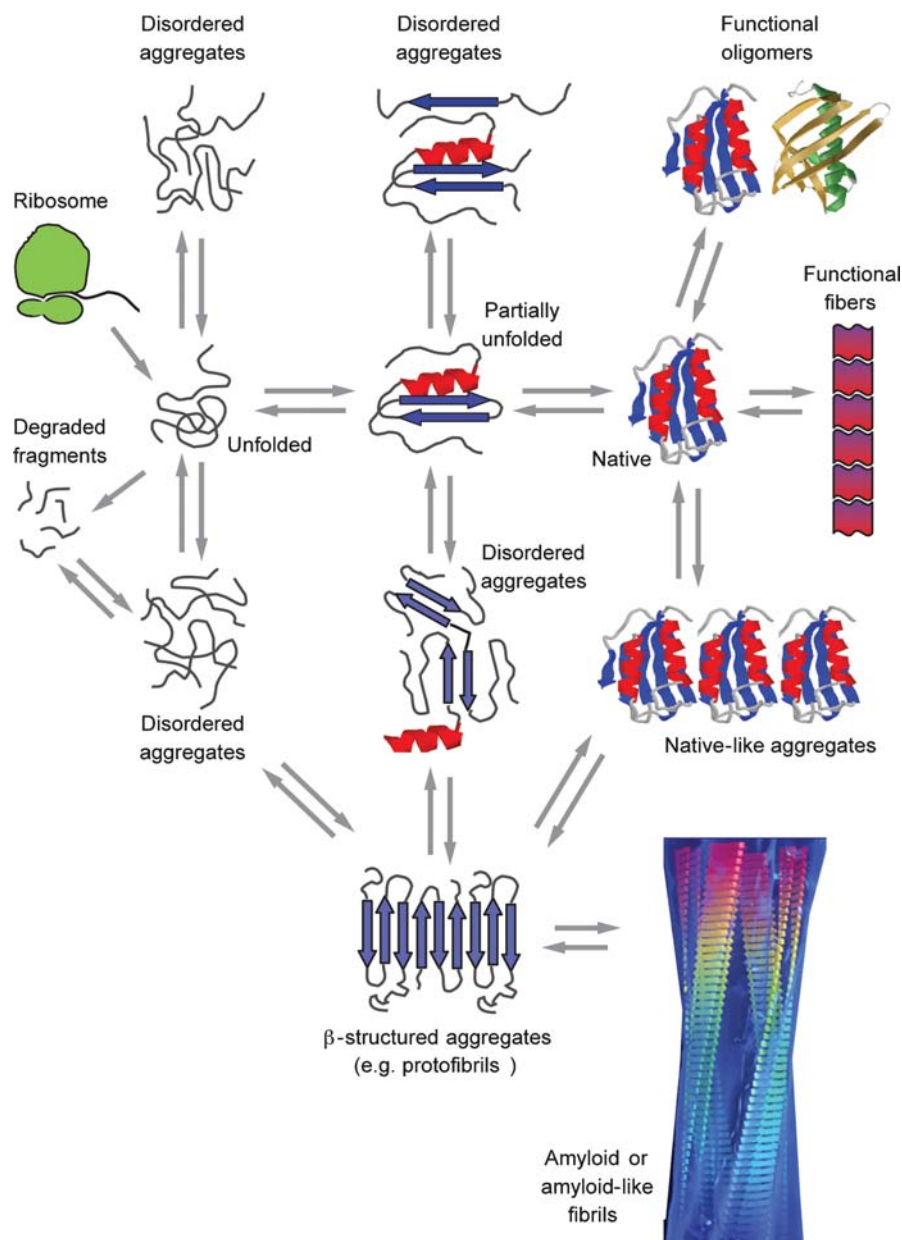 Disordered
aggregates
Disordered
aggregates
Functional
oligomers
Ribosome
Functional
fibers
Partially
unfolded
Unfolded
Native
Degraded
fragments
Disordered
aggregates
Disordered
aggregates
Native-like aggregates
β-structured aggregates
(e.g. protofibrils )
Amyloid or
amyloid-like
fibrils